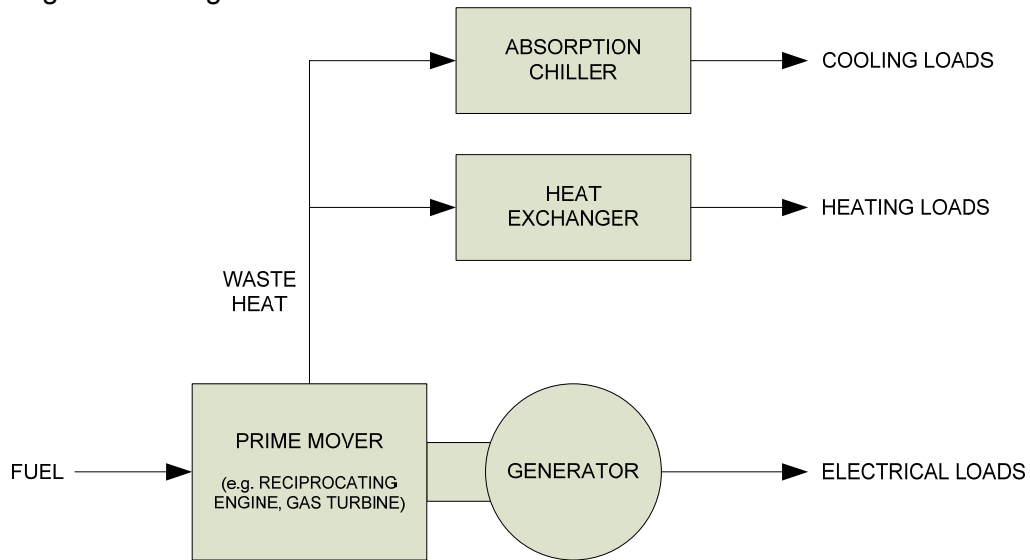 ABSORPTION
CHILLER
COOLING LOADS
HEAT
EXCHANGER
HEATING LOADS
WASTE
HEAT
PRIME MOVER
(e.g. RECIPROCATING
ENGINE, GAS TURBINE)
FUEL
GENERATOR
ELECTRICAL LOADS